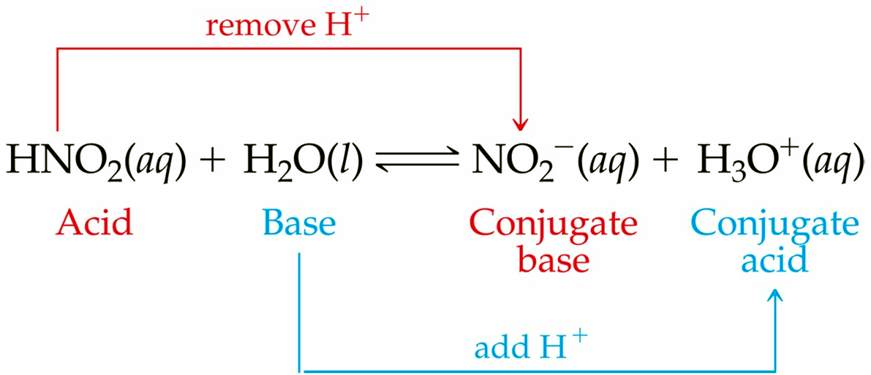 remove H⁺
HNO₂(aq) + H₂O(l) ⇌ NO₂⁻(aq) + H₃O⁺(aq)
Acid Base Conjugate base Conjugate acid
add H⁺